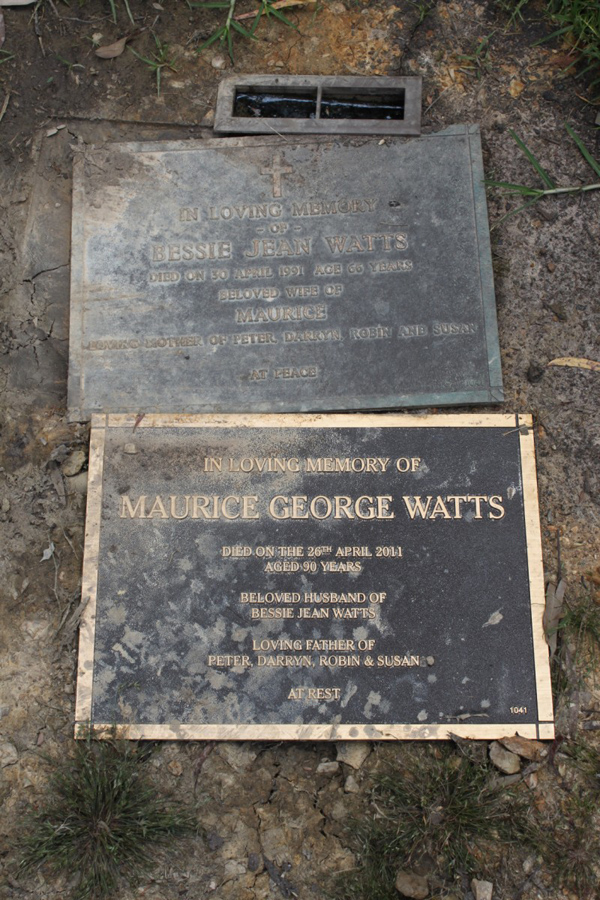 IN LOVING MEMORY
- OF -
BESSIE JEAN WATTS
DIED ON 30 APRIL 1991 AGE 66 YEARS
BELOVED WIFE OF
MAURICE
MOTHER OF PETER, DARRYN, ROBIN AND SUSAN
AT PEACE
IN LOVING MEMORY OF
MAURICE GEORGE WATTS
DIED ON THE 26TH APRIL 2011
AGED 90 YEARS
BELOVED HUSBAND OF
BESSIE JEAN WATTS
LOVING FATHER OF
PETER, DARRYN, ROBIN & SUSAN
AT REST
1041